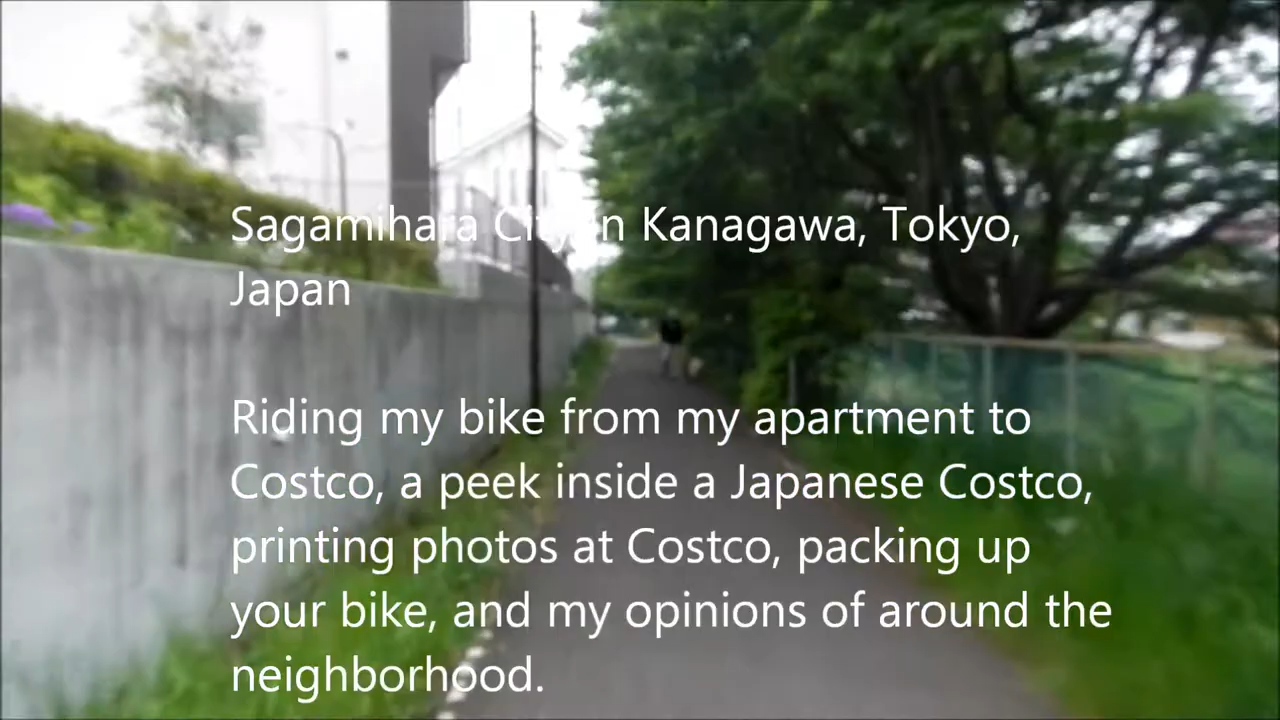 Sagamihara City in Kanagawa, Tokyo,
Japan
Riding my bike from my apartment to
Costco, a peek inside a Japanese Costco,
printing photos at Costco, packing up
your bike, and my opinions of around the
neighborhood.